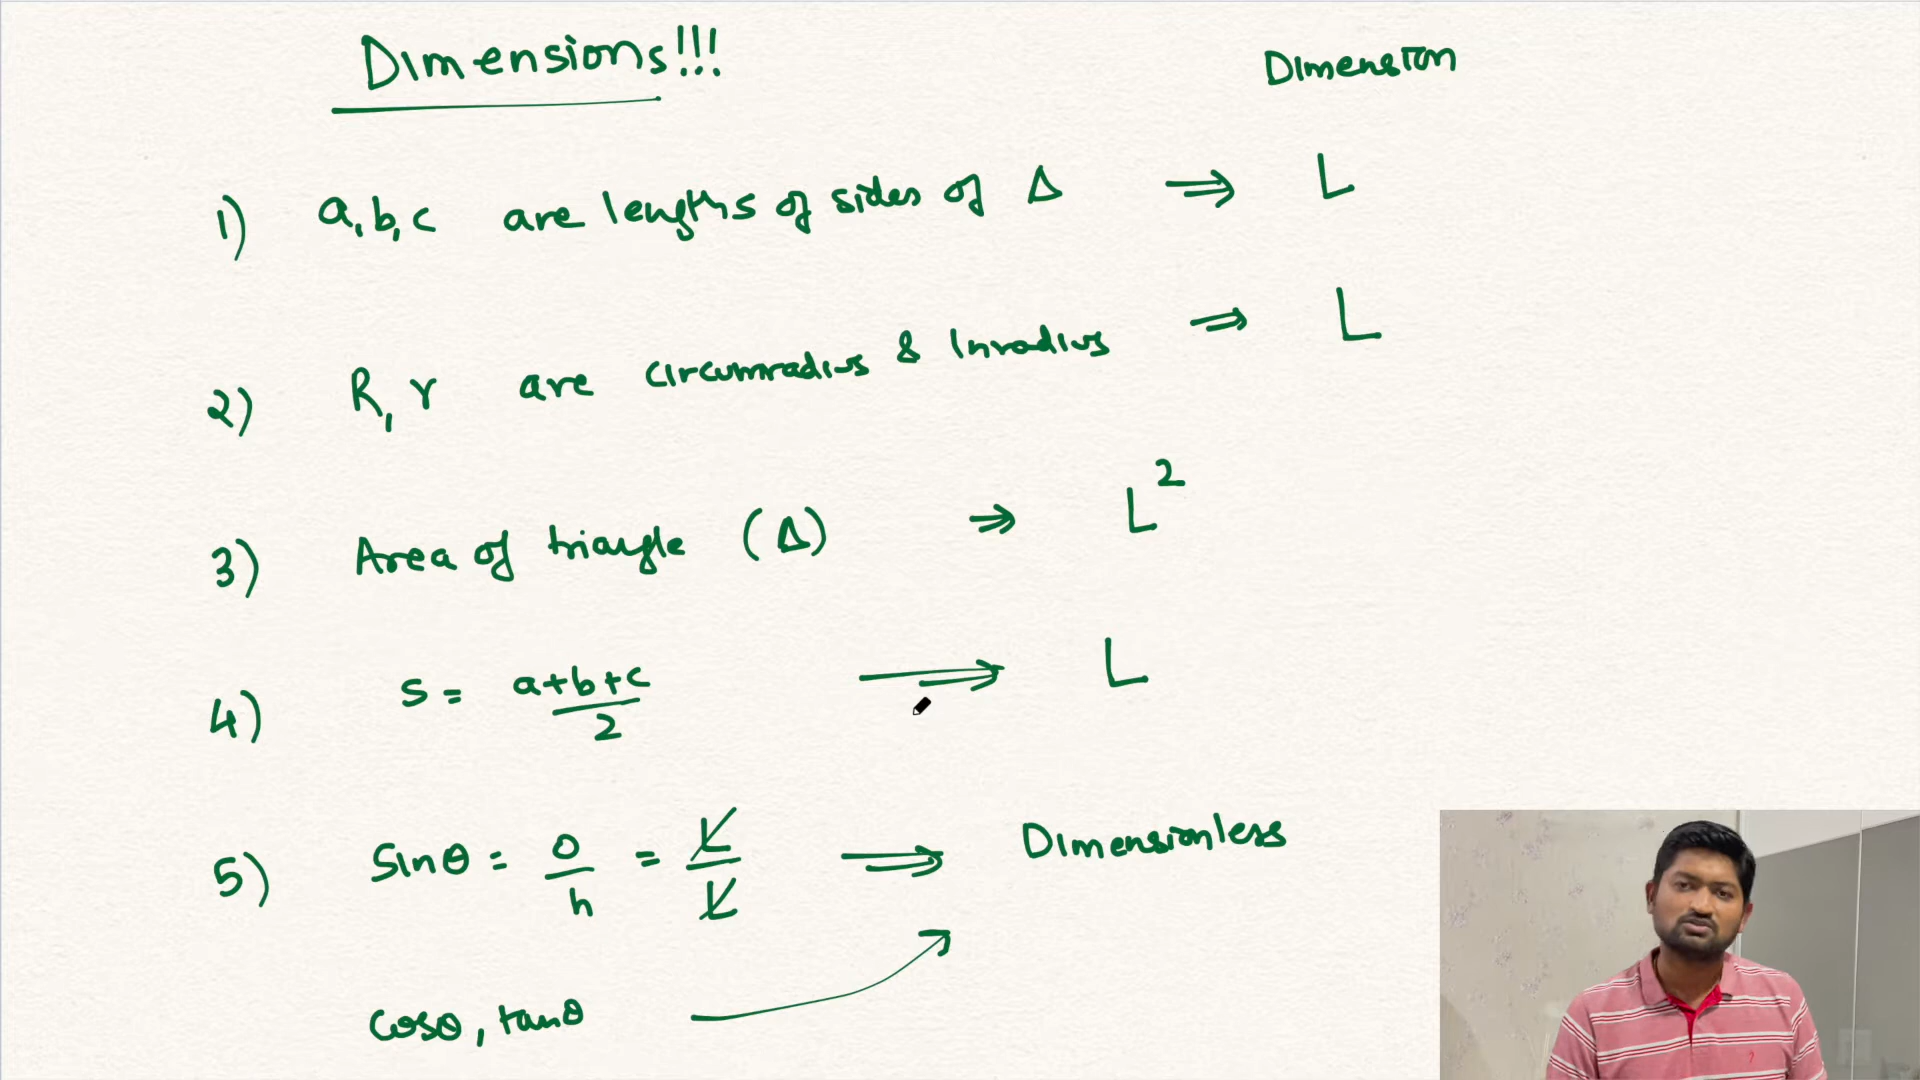 Dimensions!!! Dimension
1) a, b, c are lengths of sides of Δ ⇒ L
2) R, r are circumradius & Inradius ⇒ L
3) Area of triangle (Δ) ⇒ L²
4) s = a+b+c / 2 ⇒ L
5) Sinθ = o/h = L/L ⇒ Dimensionless
cosθ, tanθ →